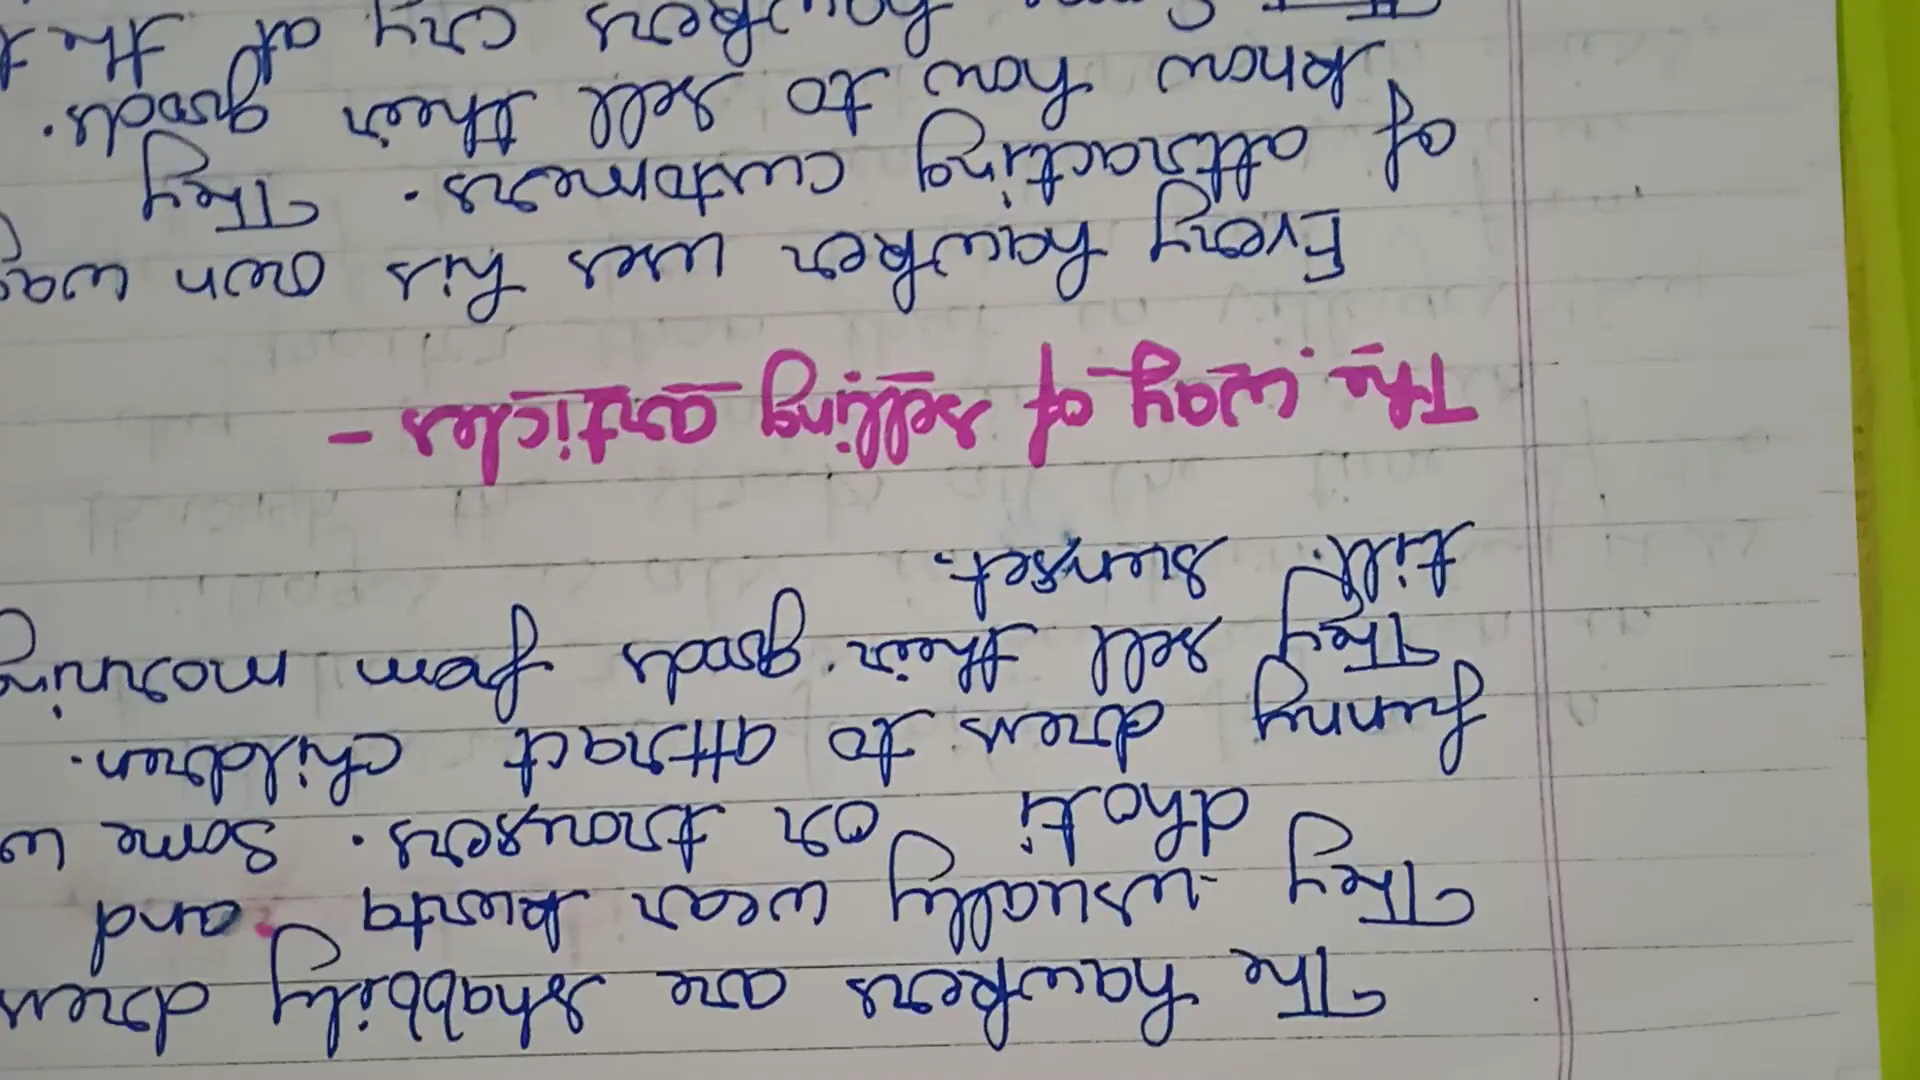 The hawkers are shabbily dress
They usually wear kurta and
dhoti or trousers. Some w
funny dress to attract children.
They sell their goods from morning
till sunset.
The way of selling articles -
Every hawker uses his own way
of attracting customers. They
know how to sell their goods.
Some hawkers cry at the t